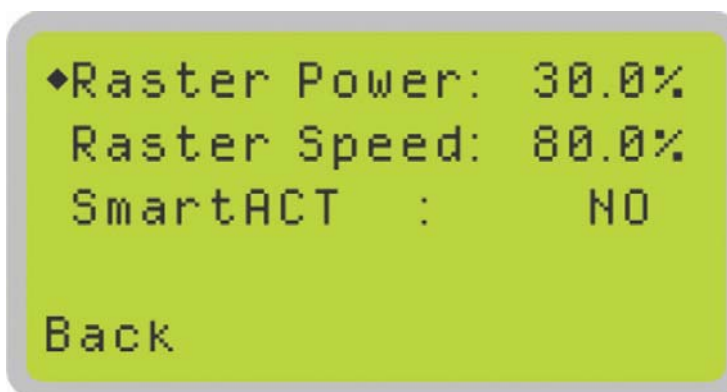 ◆Raster Power: 30.0%
Raster Speed: 80.0%
SmartACT : NO
Back